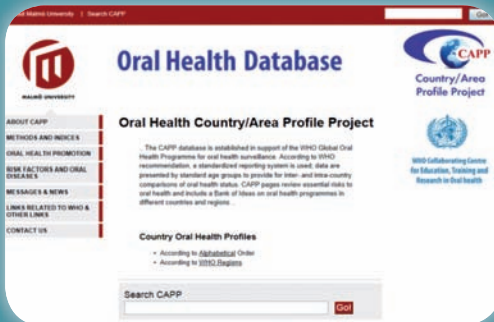 Malmö University | Search CAPP
Go!
MALMÖ UNIVERSITY
Oral Health Database
CAPP
Country/Area
Profile Project
ABOUT CAPP
METHODS AND INDICES
ORAL HEALTH PROMOTION
RISK FACTORS AND ORAL
DISEASES
MESSAGES & NEWS
LINKS RELATED TO WHO &
OTHER LINKS
CONTACT US
Oral Health Country/Area Profile Project
.. The CAPP database is established in support of the WHO Global Oral
Health Programme for oral health surveillance. According to WHO
recommendation, a standardized reporting system is used; data are
presented by standard age groups to provide for inter- and intra-country
comparisons of oral health status. CAPP pages review essential risks to
oral health and include a Bank of Ideas on oral health programmes in
different countries and regions ..
WHO Collaborating Centre
for Education, Training and
Research in Oral health
Country Oral Health Profiles
• According to Alphabetical Order
• According to WHO Regions
Search CAPP
Go!